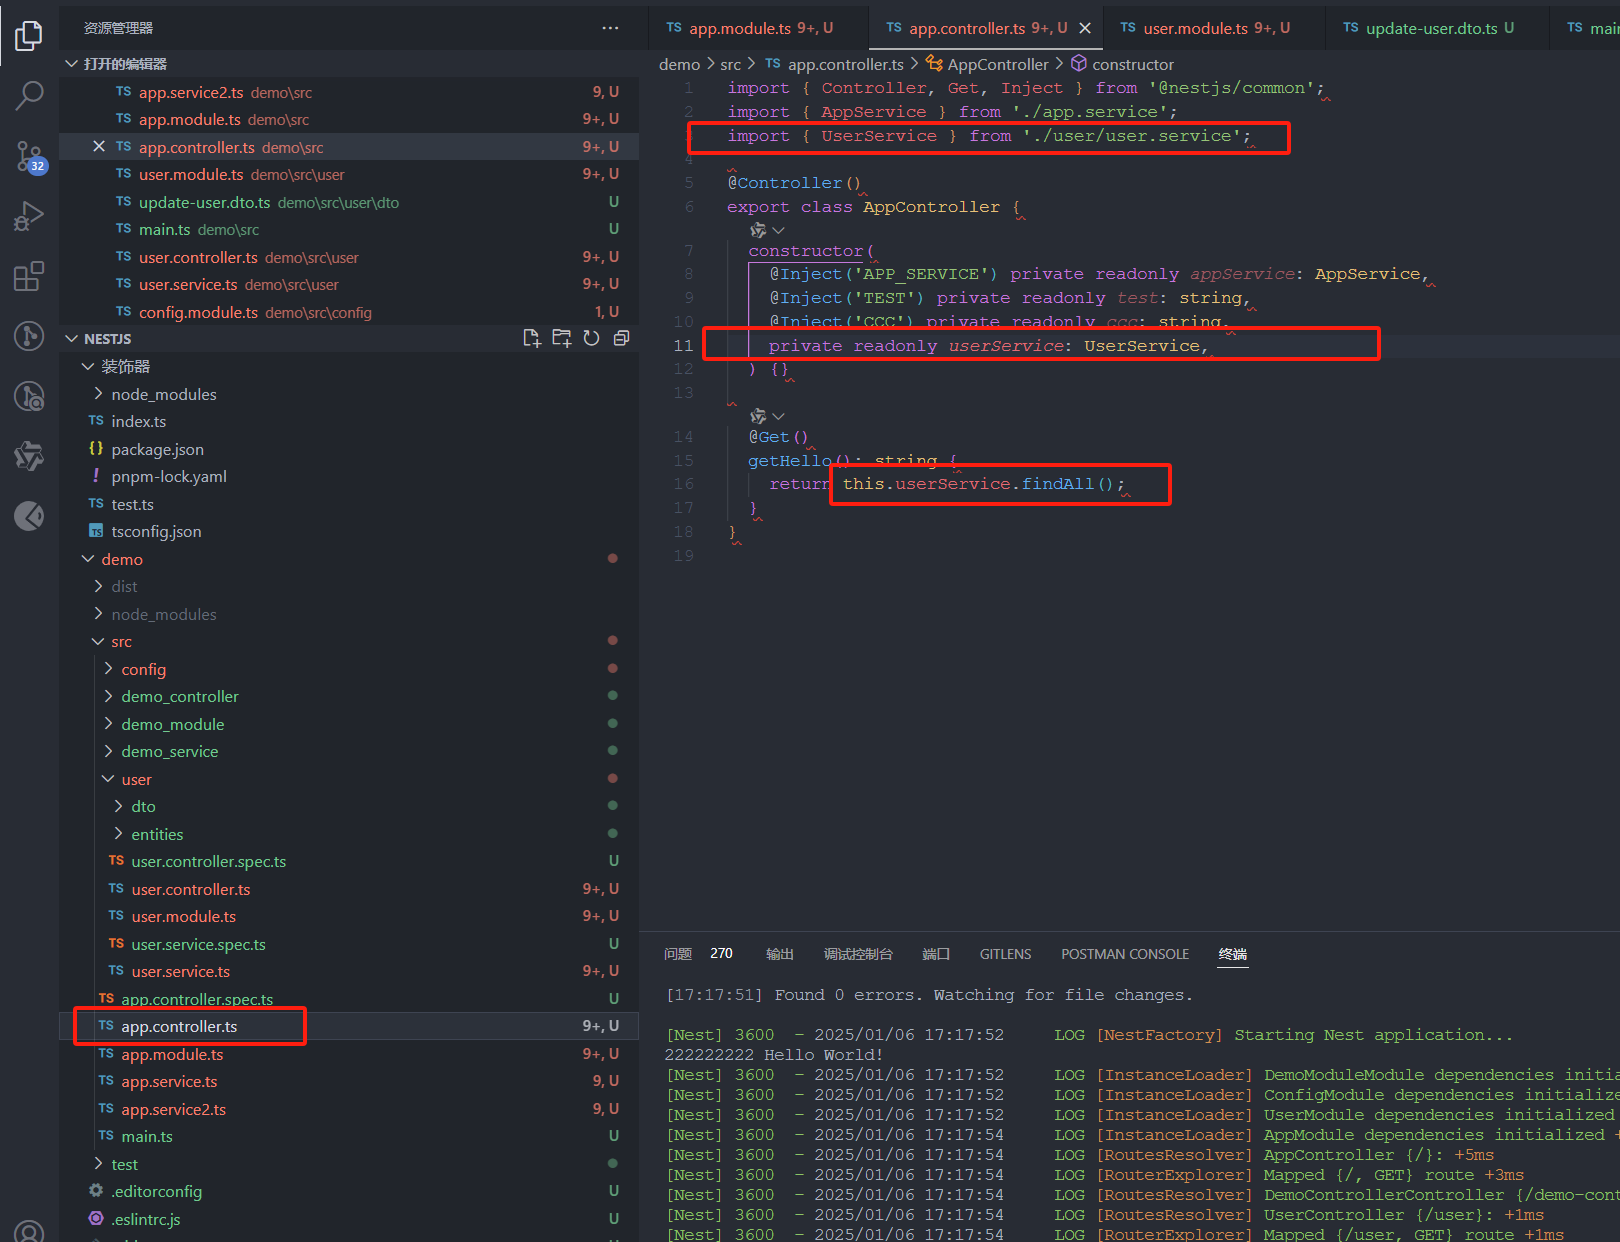 资源管理器
打开的编辑器
TS app.service2.ts demo\src 9, U
TS app.module.ts demo\src 9+, U
TS app.controller.ts demo\src 9+, U
TS user.module.ts demo\src\user 9+, U
TS update-user.dto.ts demo\src\user\dto U
TS main.ts demo\src U
TS user.controller.ts demo\src\user 9+, U
TS user.service.ts demo\src\user 9+, U
TS config.module.ts demo\src\config 1, U
32
NESTJS
装饰器
node_modules
TS index.ts
{} package.json
! pnpm-lock.yaml
TS test.ts
TS tsconfig.json
demo
dist
node_modules
src
config
demo_controller
demo_module
demo_service
user
dto
entities
TS user.controller.spec.ts U
TS user.controller.ts 9+, U
TS user.module.ts 9+, U
TS user.service.spec.ts U
TS user.service.ts 9+, U
TS app.controller.spec.ts U
TS app.controller.ts 9+, U
TS app.module.ts 9+, U
TS app.service.ts 9, U
TS app.service2.ts 9, U
TS main.ts U
test
.editorconfig U
.eslintrc.js U
TS app.module.ts 9+, U
TS app.controller.ts 9+, U
TS user.module.ts 9+, U
TS update-user.dto.ts U
TS main
demo > src > TS app.controller.ts > AppController > constructor
1 import { Controller, Get, Inject } from '@nestjs/common';
2 import { AppService } from './app.service';
import { UserService } from './user/user.service';
4
5 @Controller()
6 export class AppController {
7 constructor(
8 @Inject('APP_SERVICE') private readonly appService: AppService,
9 @Inject('TEST') private readonly test: string,
10 @Inject('CCC') private readonly ccc: string,
11 private readonly userService: UserService,
12 ) {}
13
14 @Get()
15 getHello(): string {
16 return this.userService.findAll();
17 }
18 }
19
问题 270 输出 调试控制台 端口 GITLENS POSTMAN CONSOLE 终端
[17:17:51] Found 0 errors. Watching for file changes.
[Nest] 3600 - 2025/01/06 17:17:52 LOG [NestFactory] Starting Nest application...
222222222 Hello World!
[Nest] 3600 - 2025/01/06 17:17:52 LOG [InstanceLoader] DemoModuleModule dependencies initia
[Nest] 3600 - 2025/01/06 17:17:52 LOG [InstanceLoader] ConfigModule dependencies initialize
[Nest] 3600 - 2025/01/06 17:17:52 LOG [InstanceLoader] UserModule dependencies initialized
[Nest] 3600 - 2025/01/06 17:17:54 LOG [InstanceLoader] AppModule dependencies initialized +
[Nest] 3600 - 2025/01/06 17:17:54 LOG [RoutesResolver] AppController {/}: +5ms
[Nest] 3600 - 2025/01/06 17:17:54 LOG [RouterExplorer] Mapped {/, GET} route +3ms
[Nest] 3600 - 2025/01/06 17:17:54 LOG [RoutesResolver] DemoControllerController {/demo-cont
[Nest] 3600 - 2025/01/06 17:17:54 LOG [RoutesResolver] UserController {/user}: +1ms
[Nest] 3600 - 2025/01/06 17:17:54 LOG [RouterExplorer] Mapped {/user, GET} route +1ms